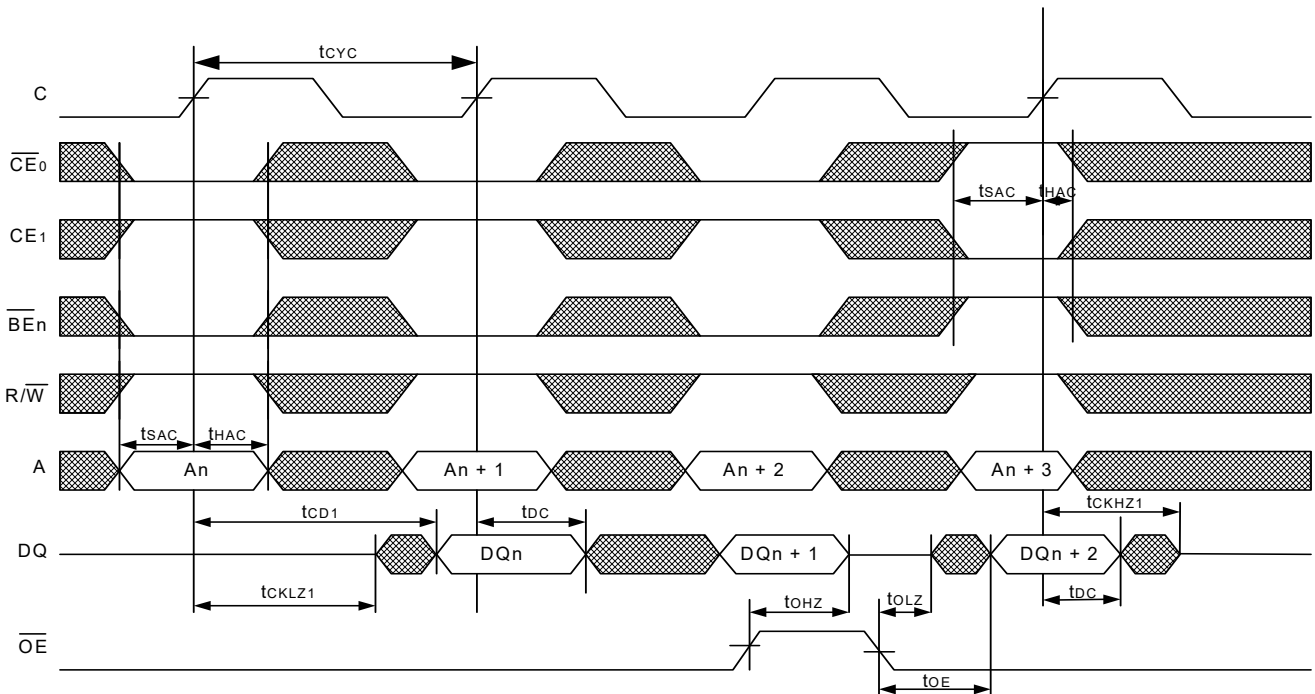 tCYC
C
CE0
tSAC tHAC
CE1
BEn
R/W
tSAC tHAC
A An An + 1 An + 2 An + 3
tCD1 tDC tCKHZ1
DQ DQn DQn + 1 DQn + 2
tCKLZ1 tOHZ tOLZ tDC
OE
tOE